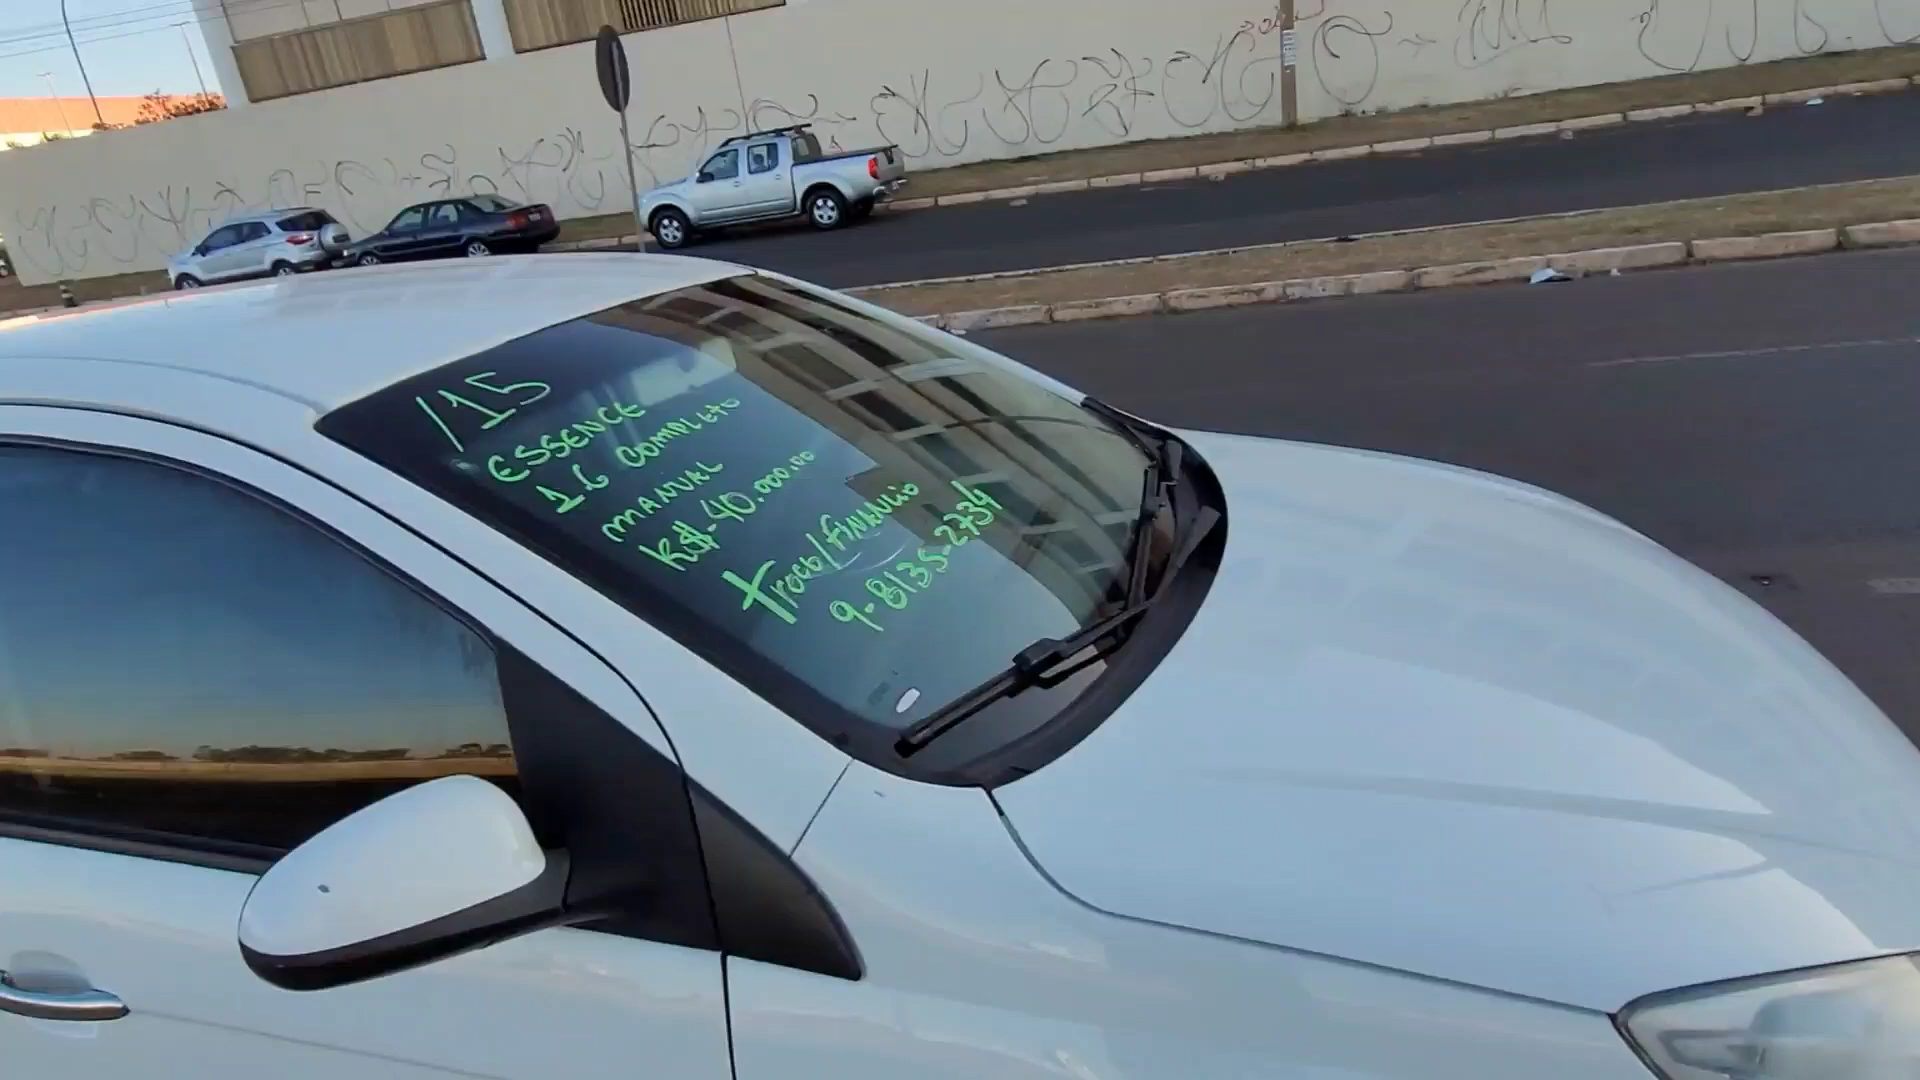 /15
ESSENCE
1.6 COMPLETO
MANUAL
R$-40.000.00
TROCO/FINANCIO
9-8135-2734